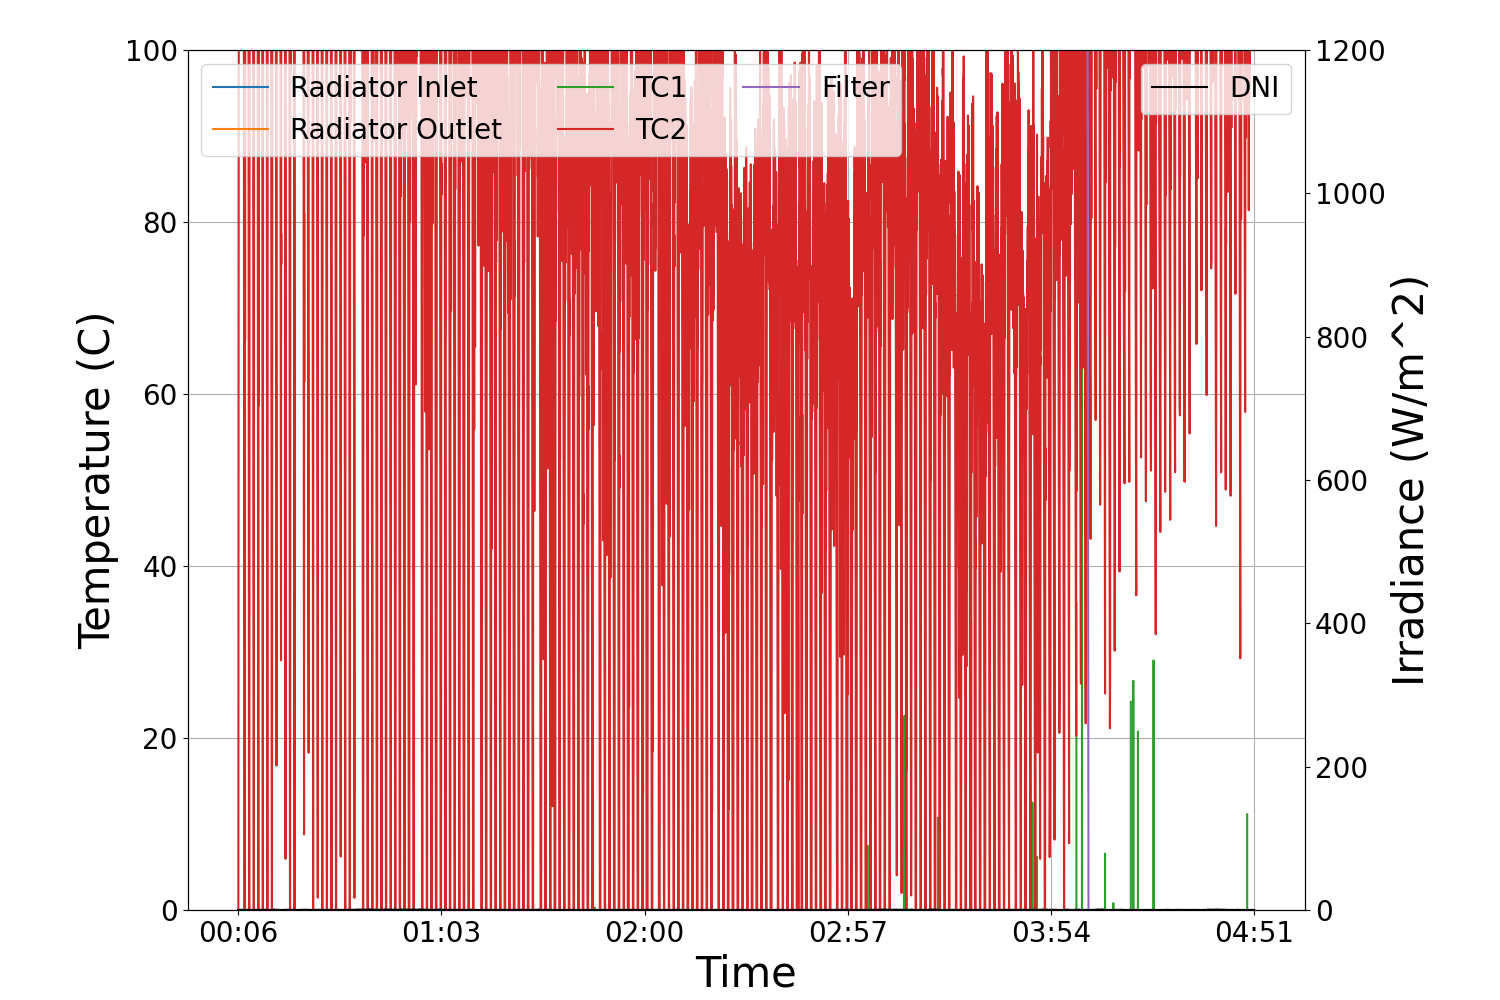 100
80
60
40
20
0
Temperature (C)
Radiator Inlet
Radiator Outlet
TC1
TC2
Filter
DNI
1200
1000
800
600
400
200
0
Irradiance (W/m^2)
00:06
01:03
02:00
02:57
03:54
04:51
Time